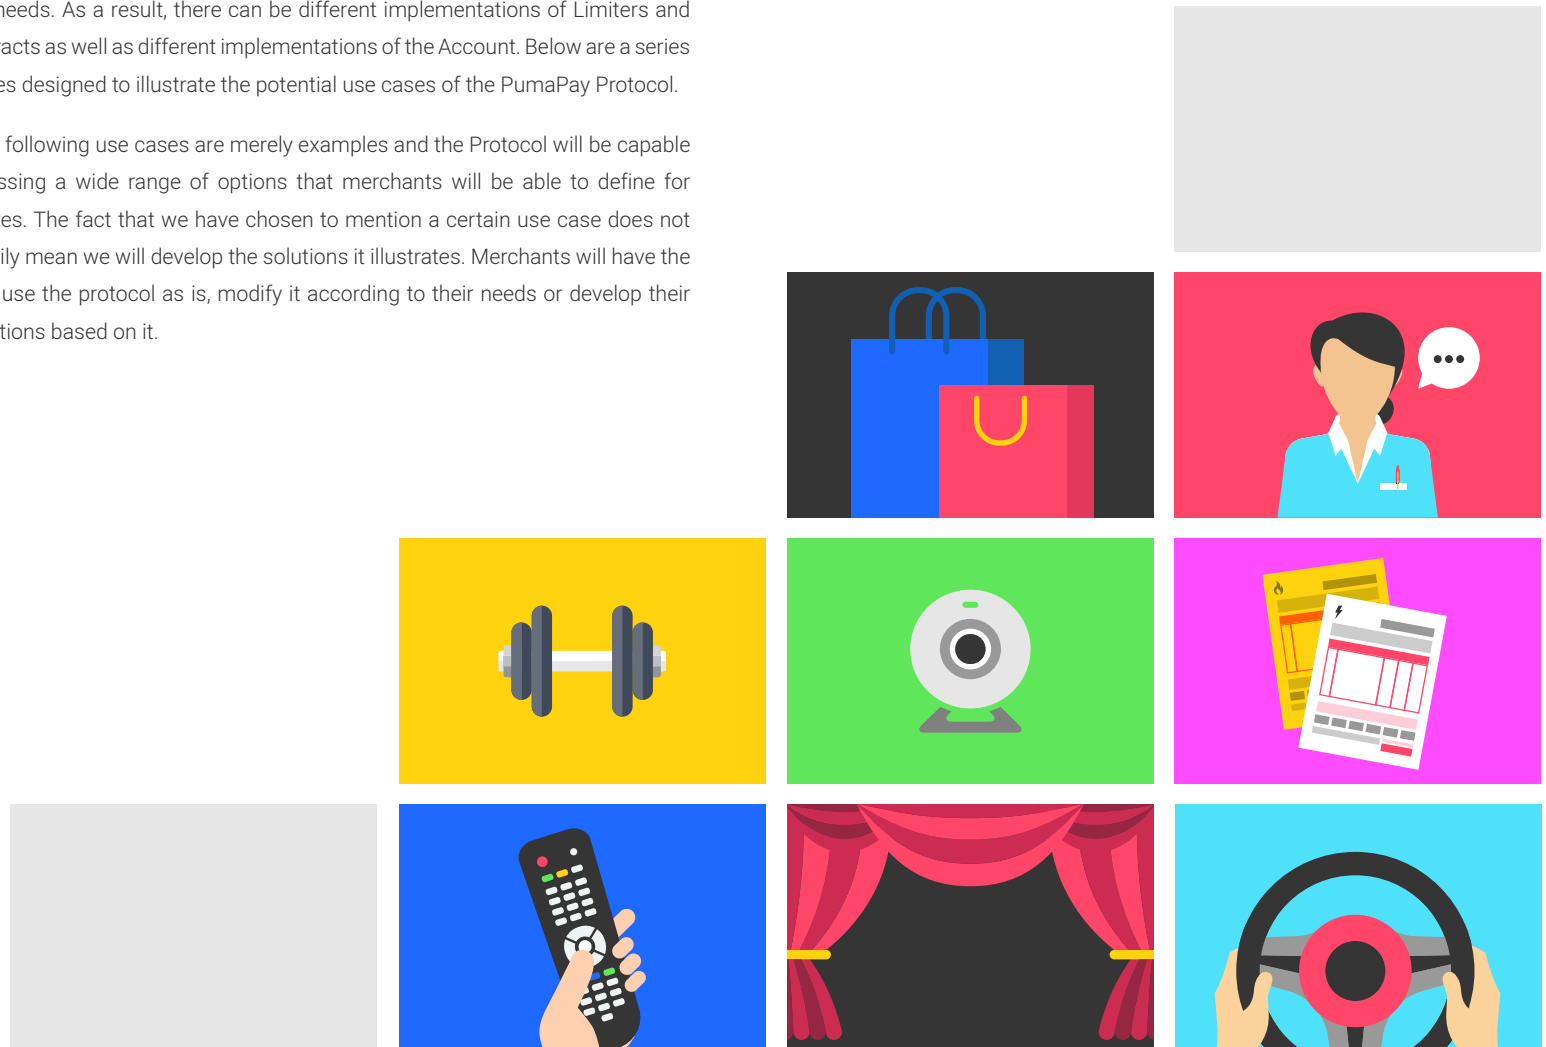 needs. As a result, there can be different implementations of Limiters and
racts as well as different implementations of the Account. Below are a series
es designed to illustrate the potential use cases of the PumaPay Protocol.
following use cases are merely examples and the Protocol will be capable
ssing a wide range of options that merchants will be able to define for
es. The fact that we have chosen to mention a certain use case does not
ily mean we will develop the solutions it illustrates. Merchants will have the
use the protocol as is, modify it according to their needs or develop their
tions based on it.